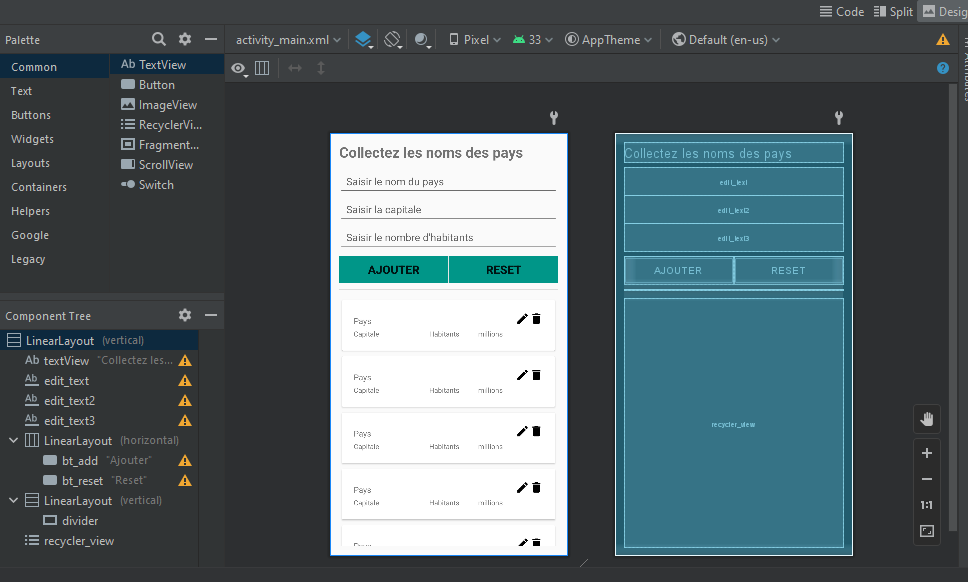 Code Split Desig
Palette
activity_main.xml Pixel 33 AppTheme Default (en-us)
Common
Text
Buttons
Widgets
Layouts
Containers
Helpers
Google
Legacy
Ab TextView
Button
ImageView
RecyclerVi...
Fragment...
ScrollView
Switch
Component Tree
LinearLayout (vertical)
Ab textView "Collectez les...
Ab edit_text
Ab edit_text2
Ab edit_text3
LinearLayout (horizontal)
bt_add "Ajouter"
bt_reset "Reset"
LinearLayout (vertical)
divider
recycler_view
Collectez les noms des pays
Saisir le nom du pays
Saisir la capitale
Saisir le nombre d'habitants
AJOUTER RESET
Pays
Capitale Habitants millions
Pays
Capitale Habitants millions
Pays
Capitale Habitants millions
Pays
Capitale Habitants millions
Pays
Collectez les noms des pays
edit_text
edit_text2
edit_text3
AJOUTER RESET
recycler_view
1:1